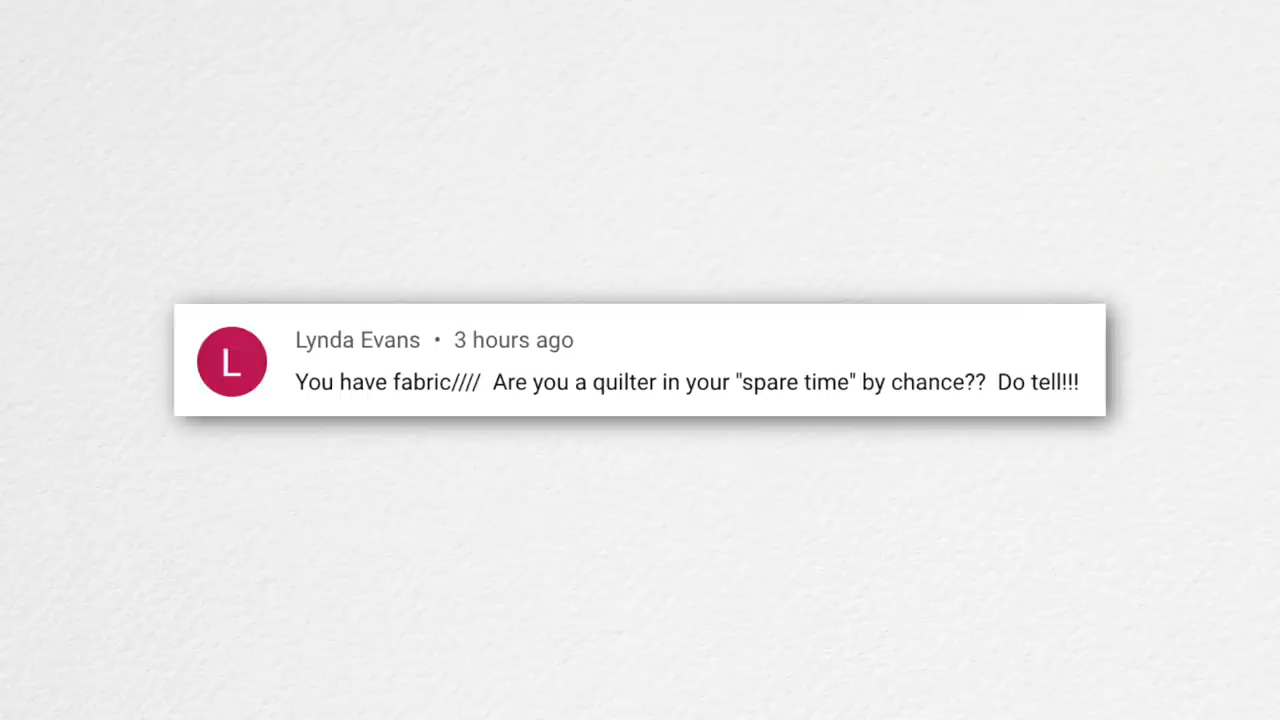 L
Lynda Evans • 3 hours ago
You have fabric//// Are you a quilter in your "spare time" by chance?? Do tell!!!